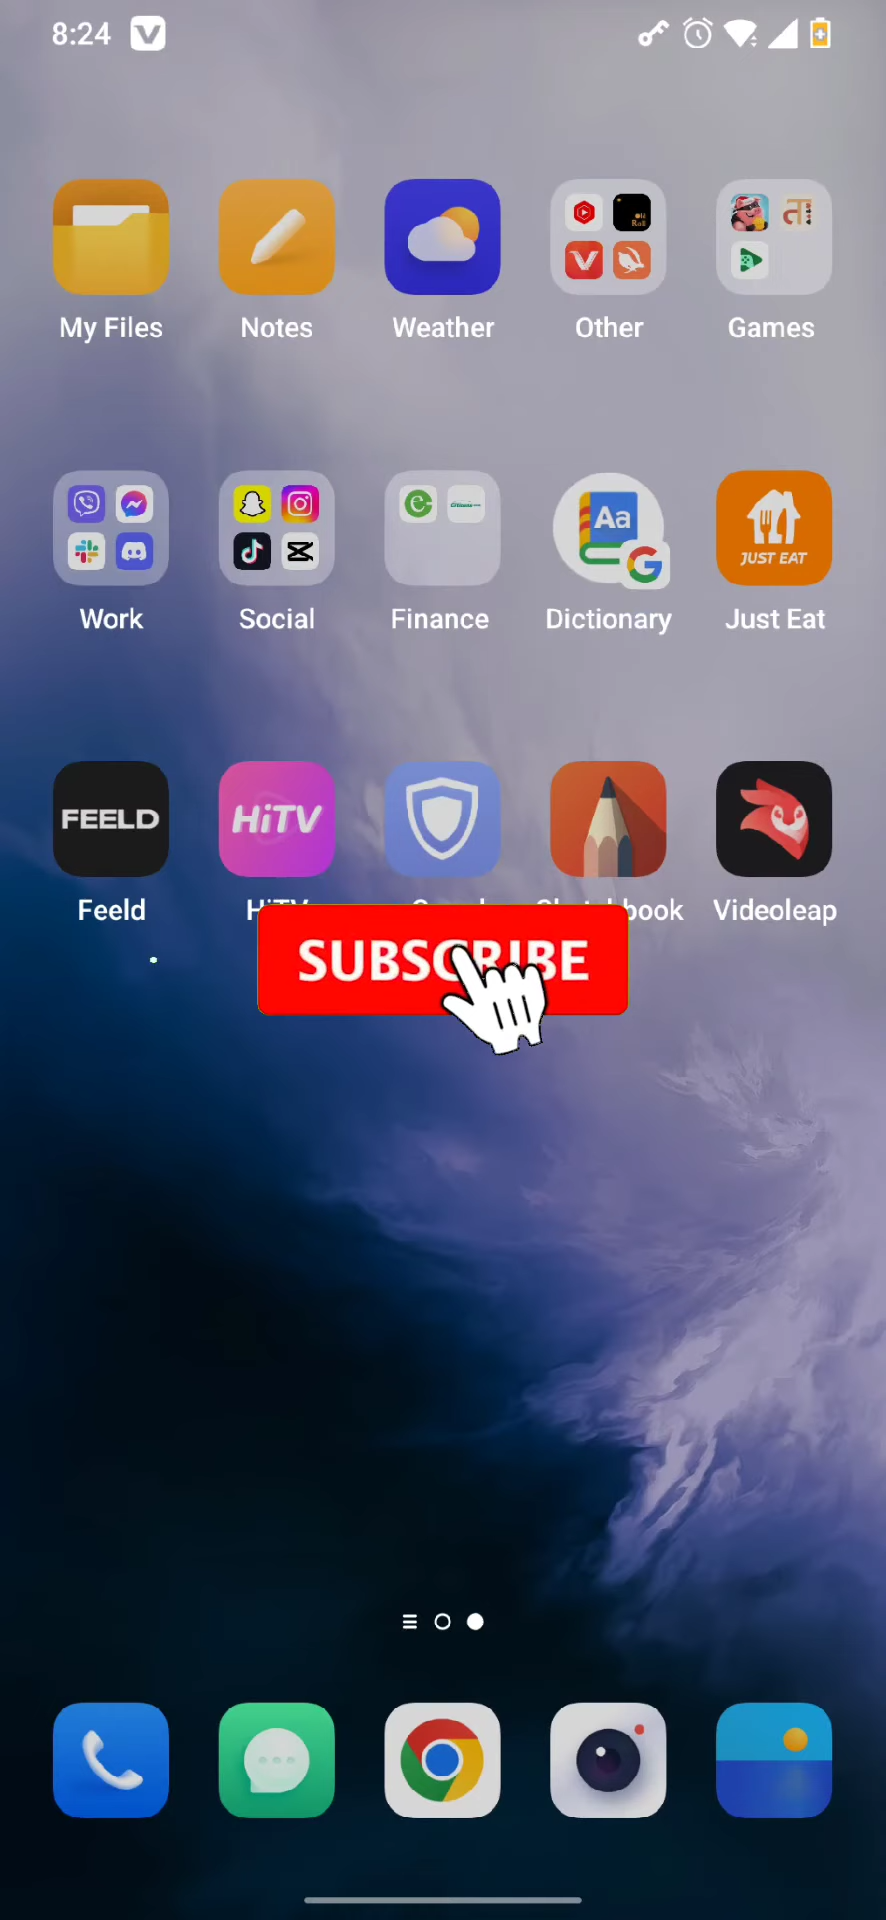 8:24
My Files
Notes
Weather
Other
Games
Aa
JUST EAT
Work
Social
Finance
Dictionary
Just Eat
FEELD
HiTV
Feeld
Videoleap
SUBSCRIBE